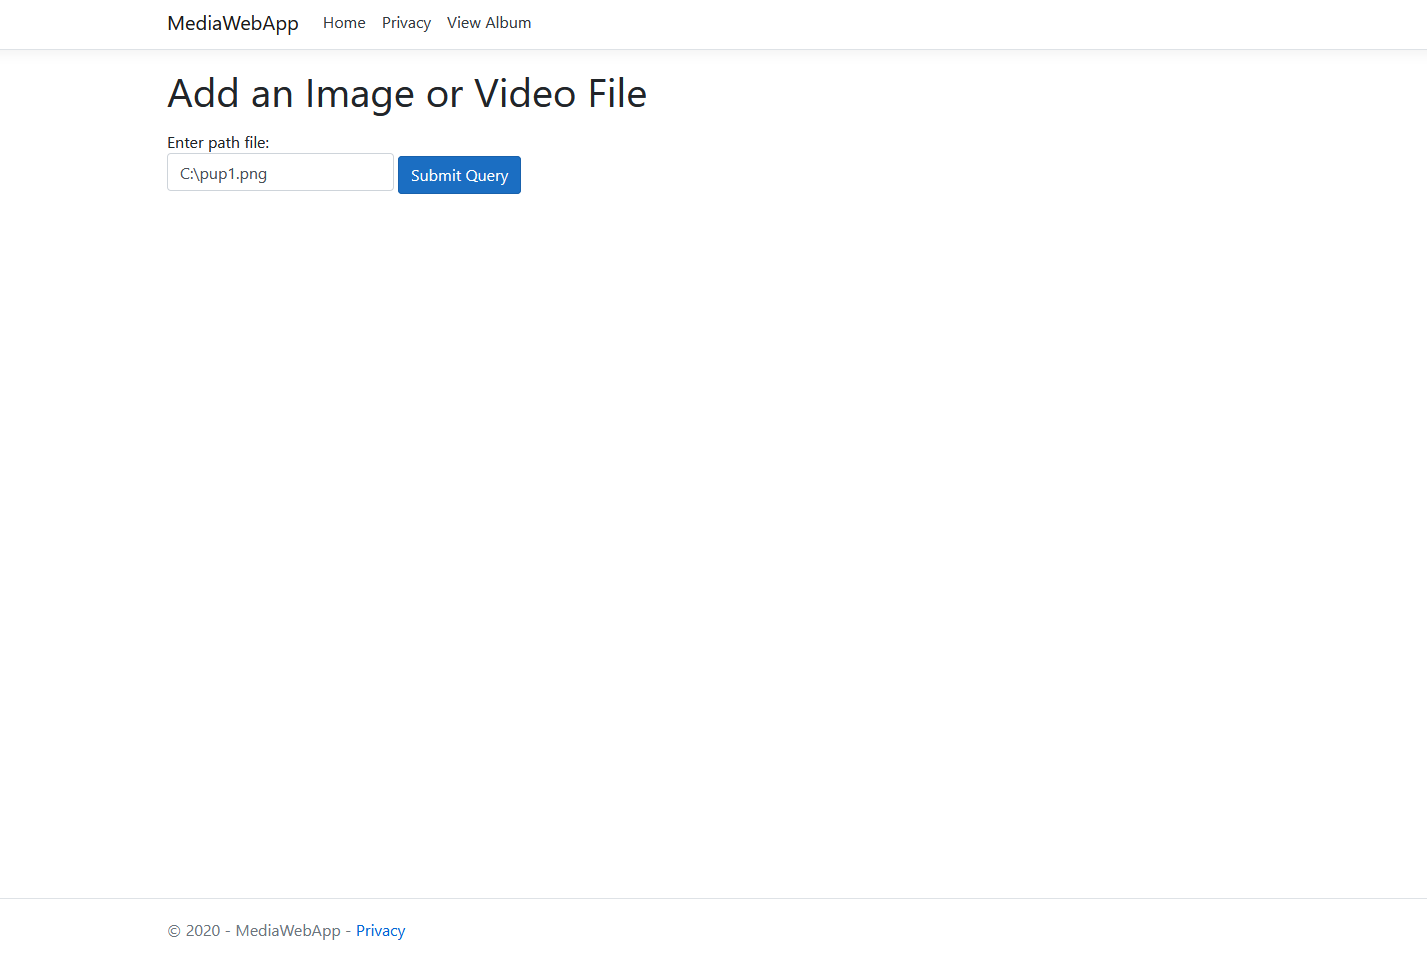 MediaWebApp Home Privacy View Album
Add an Image or Video File
Enter path file:
C:\pup1.png Submit Query
© 2020 - MediaWebApp - Privacy